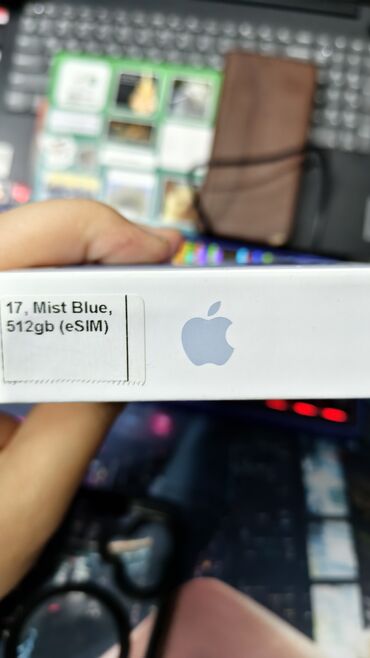 17, Mist Blue,
512gb (eSIM)